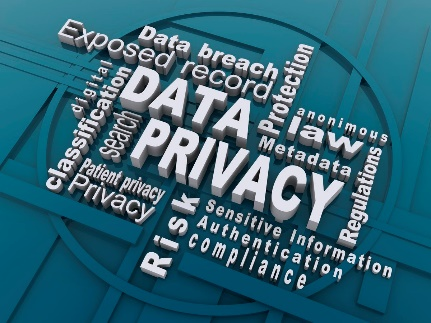 Data breach
Exposed record
digital
classification
search
DATA
PRIVACY
Protection
anonimous
law
Metadata
Regulations
Patient privacy
Privacy
Risk
Sensitive Information
Authentication
compliance